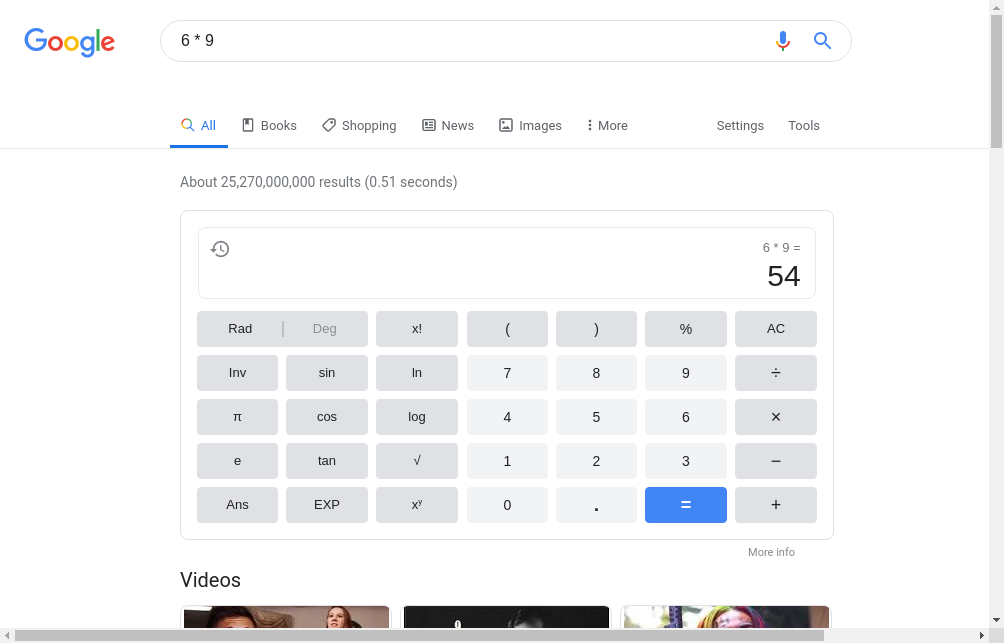 Google
6 * 9
All Books Shopping News Images More Settings Tools
About 25,270,000,000 results (0.51 seconds)
6 * 9 =
54
Rad | Deg x! ( ) % AC
Inv sin ln 7 8 9 ÷
π cos log 4 5 6 ×
e tan √ 1 2 3 −
Ans EXP xʸ 0 . = +
More info
Videos